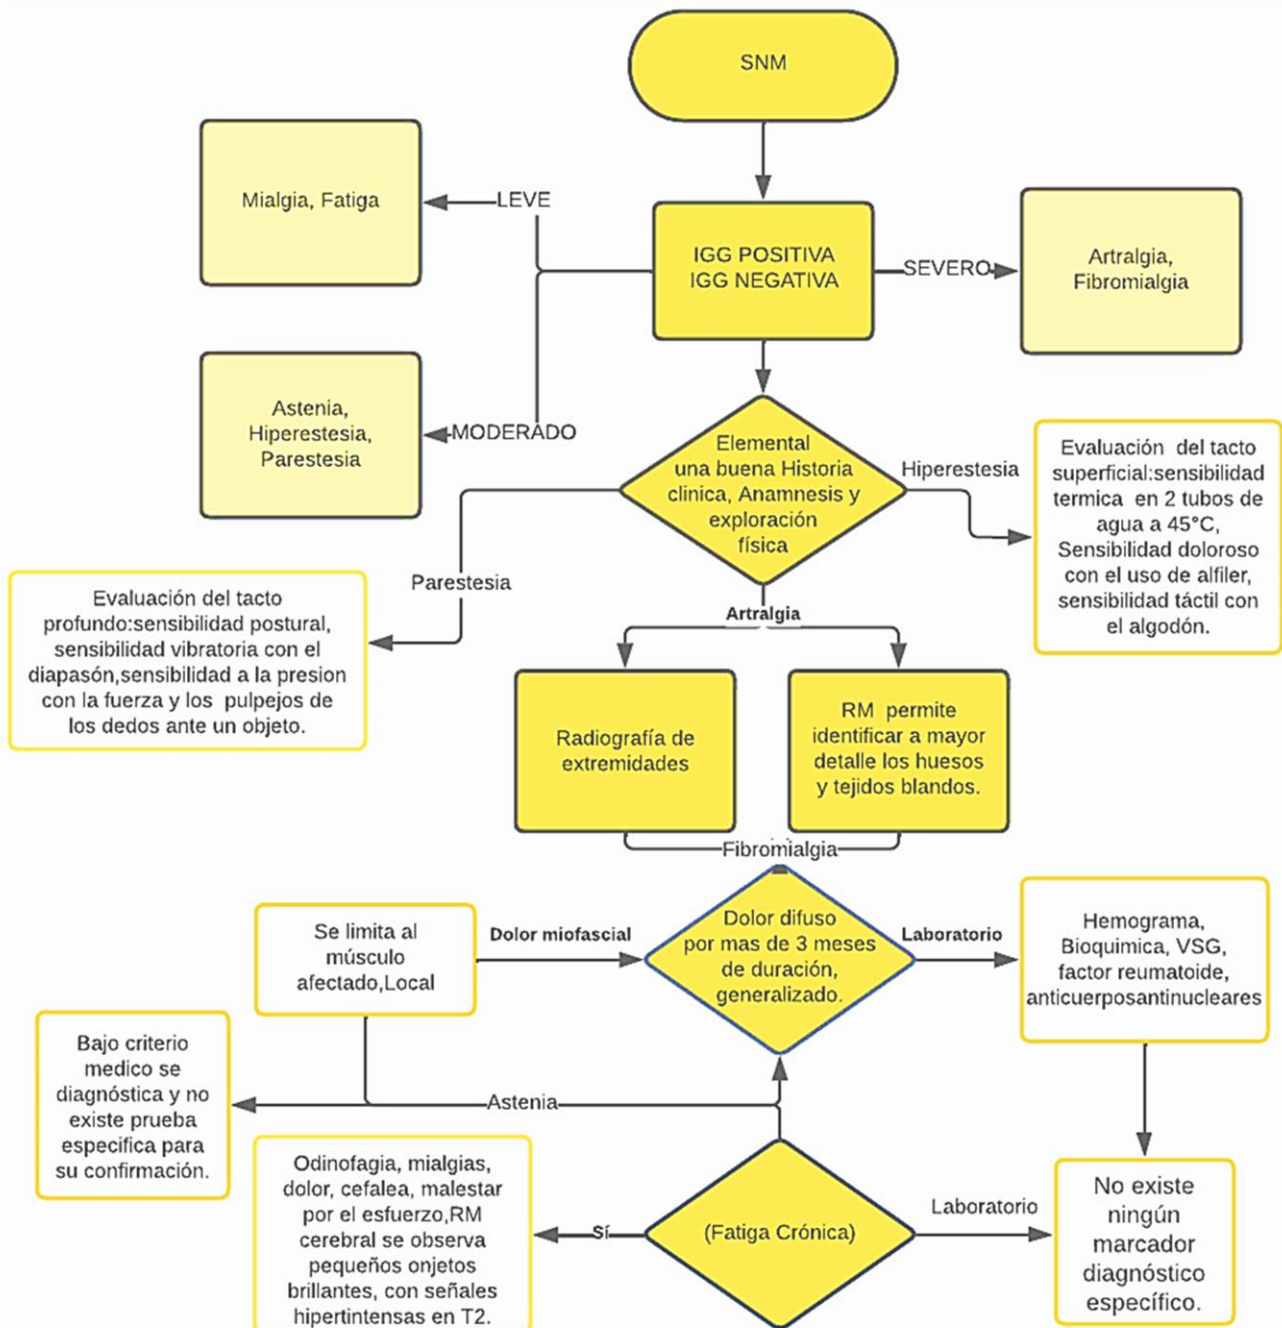 SNM
Mialgia, Fatiga
LEVE
IGG POSITIVA
IGG NEGATIVA
SEVERO
Artralgia,
Fibromialgia
Astenia,
Hiperestesia,
Parestesia
MODERADO
Elemental
una buena Historia
clinica, Anamnesis y
exploración
física
Hiperestesia
Evaluación del tacto
superficial:sensibilidad
termica en 2 tubos de
agua a 45°C,
Sensibilidad doloroso
con el uso de alfiler,
sensibilidad táctil con
el algodón.
Parestesia
Evaluación del tacto
profundo:sensibilidad postural,
sensibilidad vibratoria con el
diapasón,sensibilidad a la presion
con la fuerza y los pulpejos de
los dedos ante un objeto.
Artralgia
Radiografía de
extremidades
RM permite
identificar a mayor
detalle los huesos
y tejidos blandos.
Fibromialgia
Se limita al
músculo
afectado,Local
Dolor miofascial
Dolor difuso
por mas de 3 meses
de duración,
generalizado.
Laboratorio
Hemograma,
Bioquimica, VSG,
factor reumatoide,
anticuerposantinucleares
Bajo criterio
medico se
diagnóstica y no
existe prueba
especifica para
su confirmación.
Astenia
Odinofagia, mialgias,
dolor, cefalea, malestar
por el esfuerzo,RM
cerebral se observa
pequeños onjetos
brillantes, con señales
hipertintensas en T2.
Sí
(Fatiga Crónica)
Laboratorio
No existe
ningún
marcador
diagnóstico
específico.